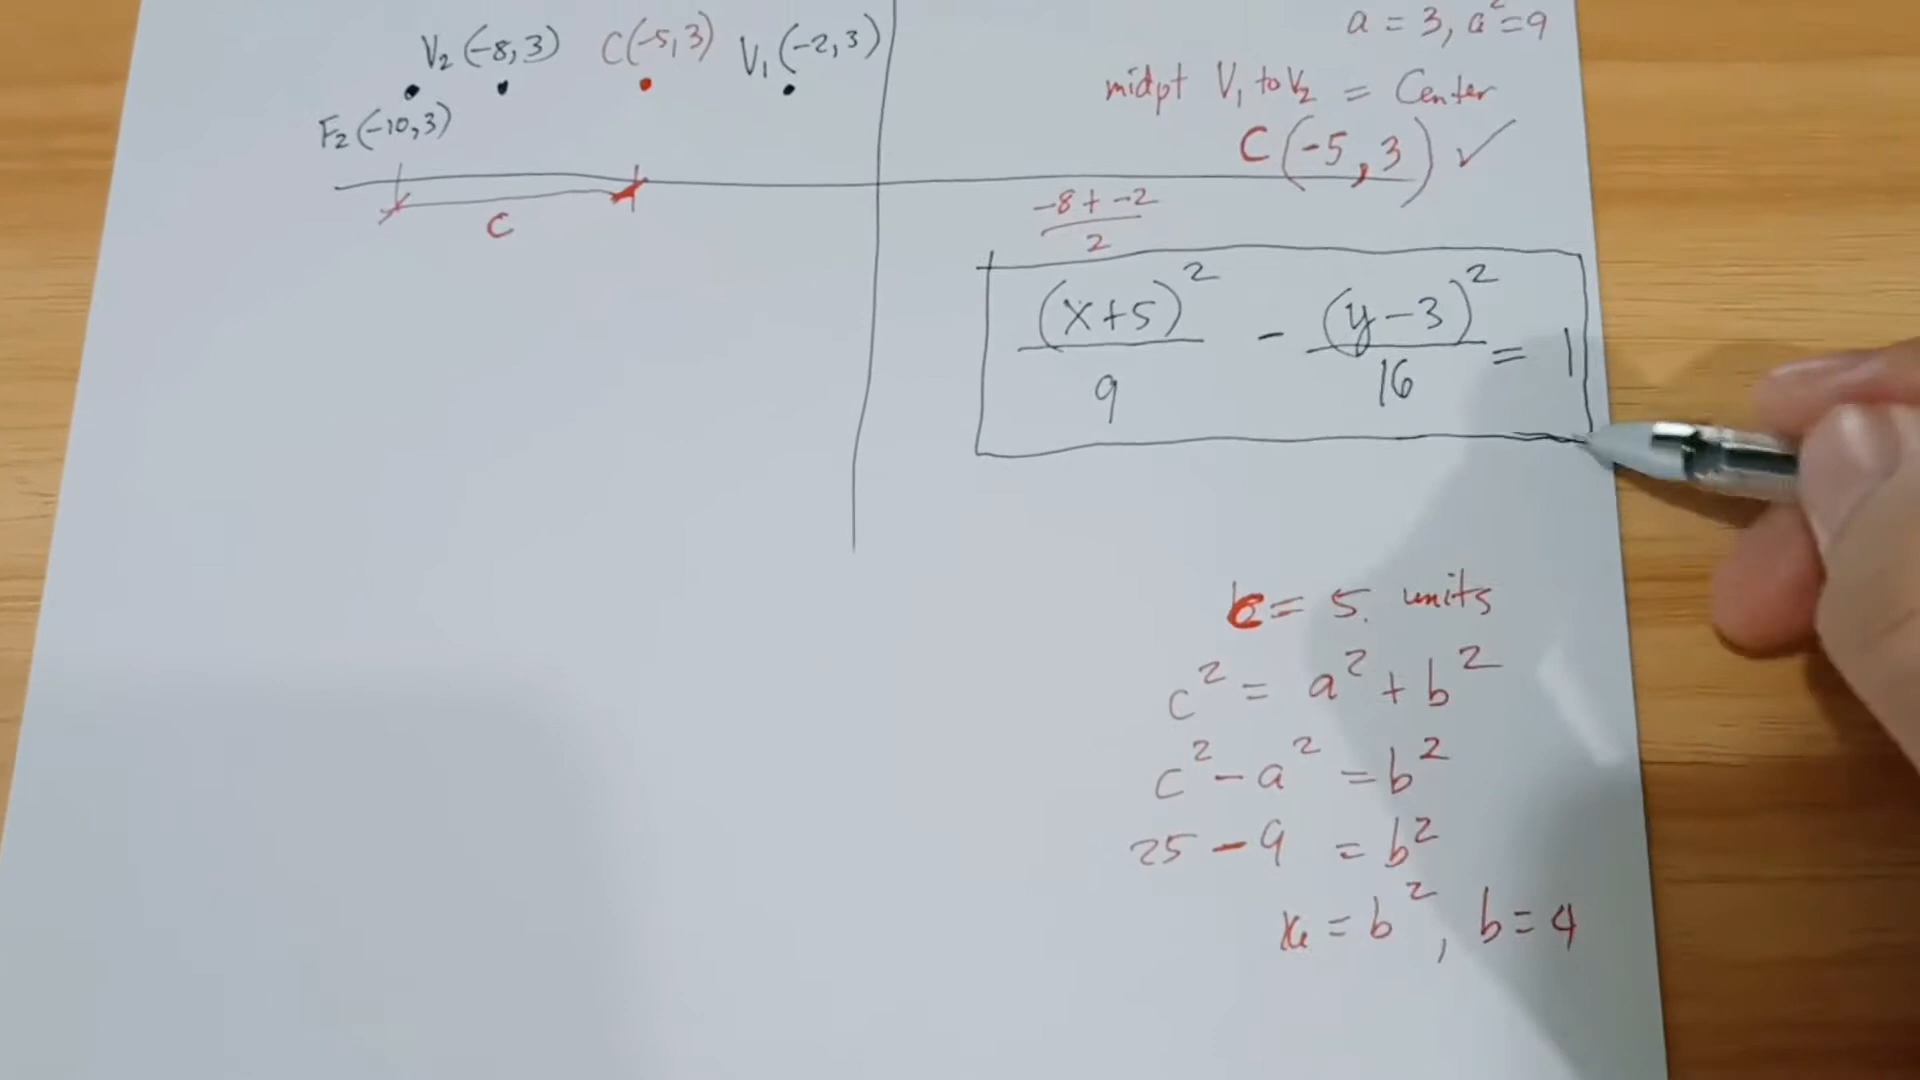 V₂ (-8, 3) C(-5, 3) V₁ (-2, 3)
F₂ (-10, 3)
C
a = 3, a² = 9
midpt V₁ to V₂ = Center
C (-5, 3) ✓
-8 + -2
2
(x+5)² - (y-3)² = 1
9 16
c = 5. units
c² = a² + b²
c² - a² = b²
25 - 9 = b²
16 = b², b = 4